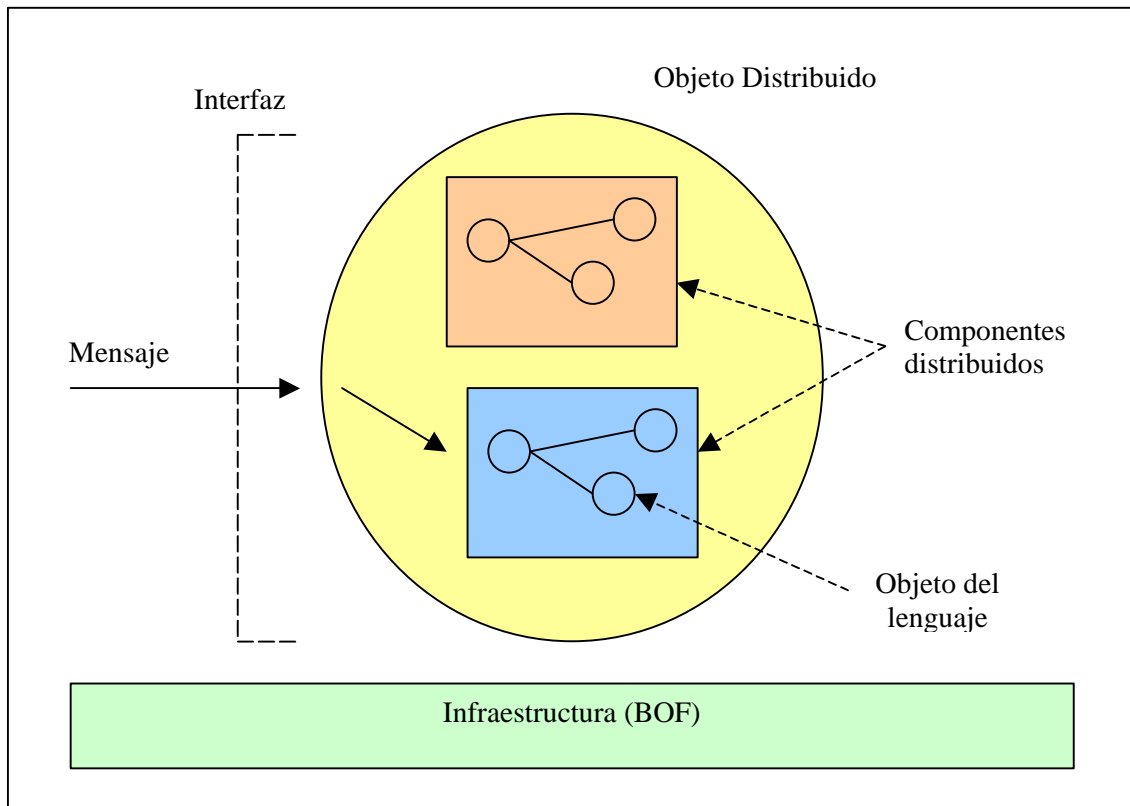 Objeto Distribuido
Interfaz
Mensaje
Componentes
distribuidos
Objeto del
lenguaje
Infraestructura (BOF)